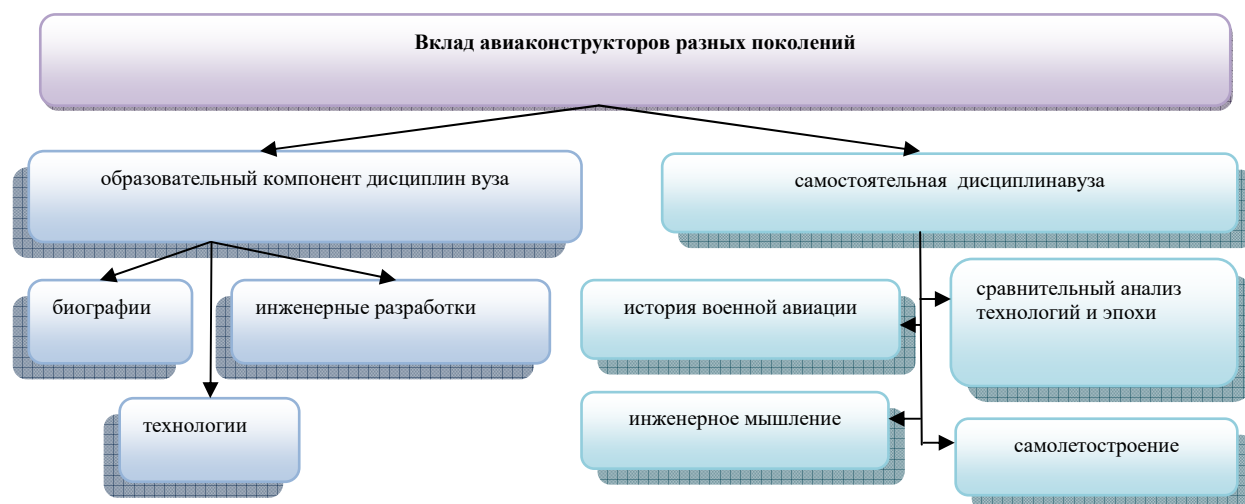 Вклад авиаконструкторов разных поколений
образовательный компонент дисциплин вуза
самостоятельная дисциплинавуза
биографии
инженерные разработки
технологии
история военной авиации
сравнительный анализ
технологий и эпохи
инженерное мышление
самолетостроение